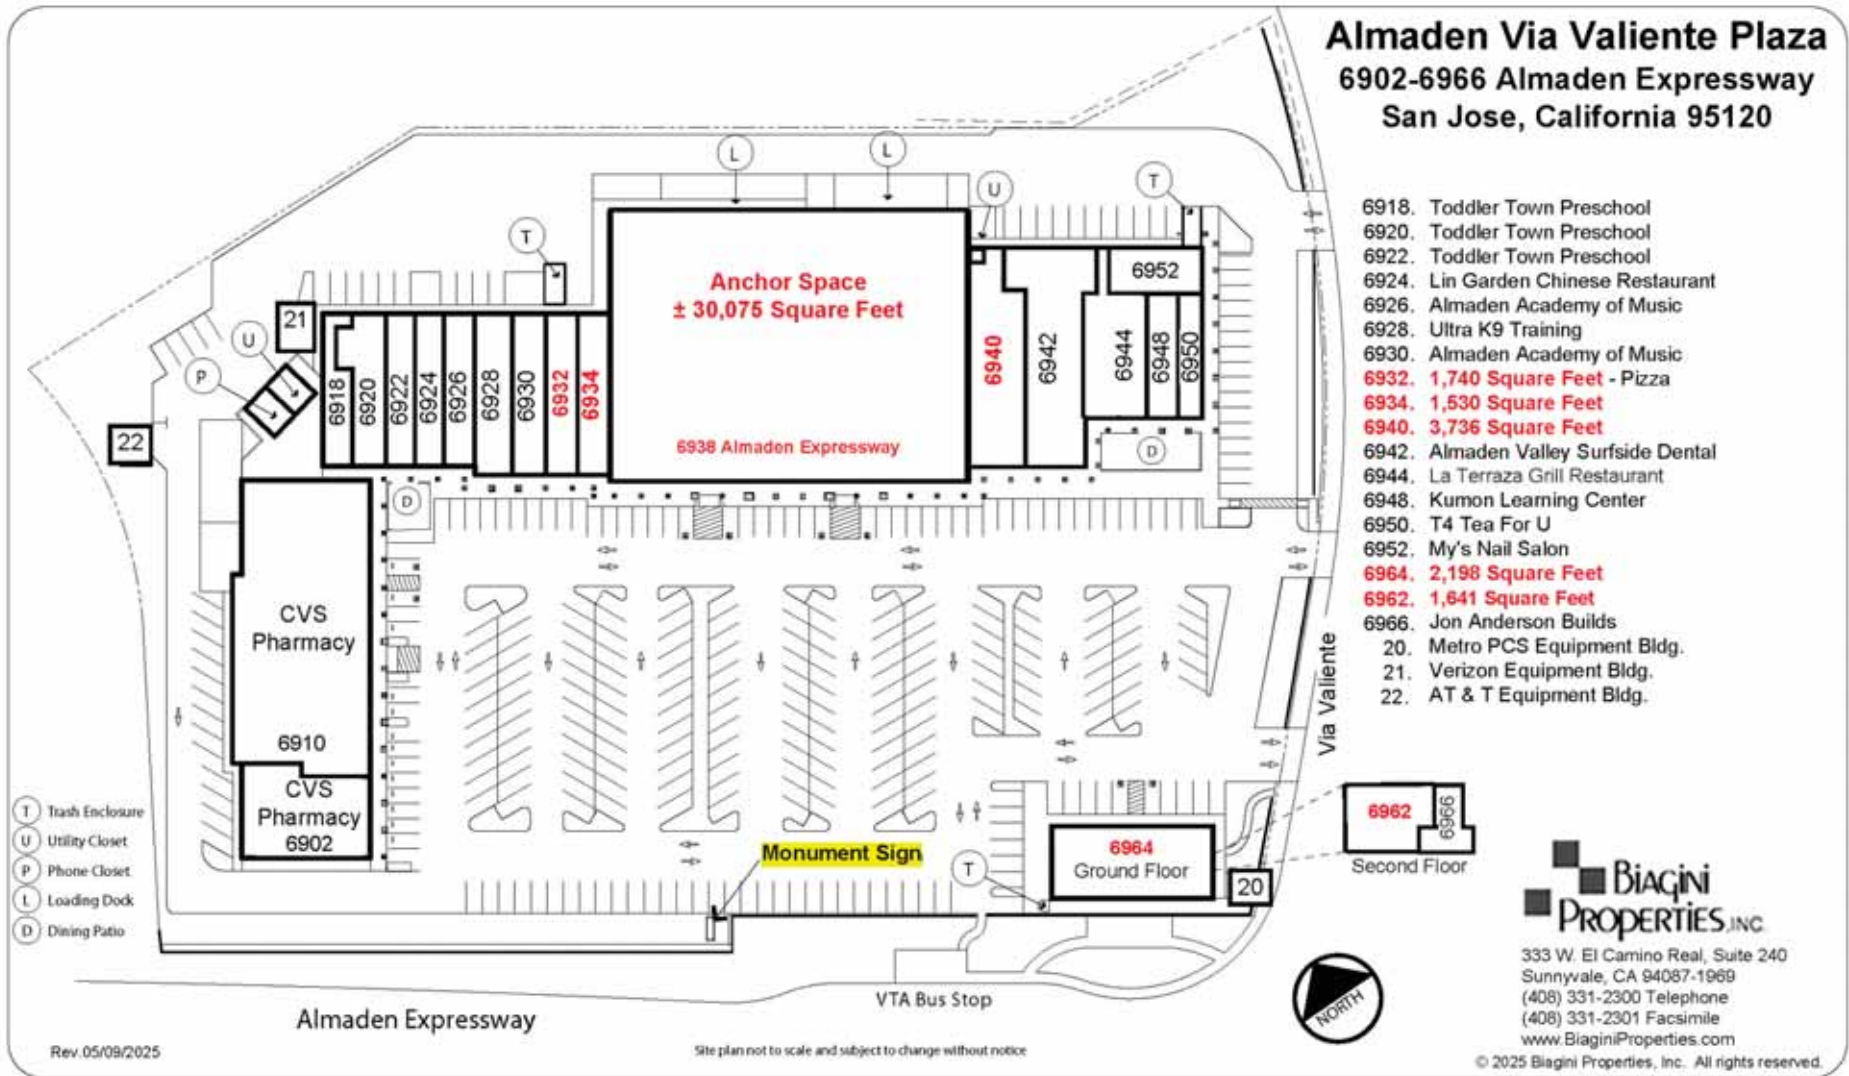 Almaden Via Valiente Plaza
6902-6966 Almaden Expressway
San Jose, California 95120
6918. Toddler Town Preschool
6920. Toddler Town Preschool
6922. Toddler Town Preschool
6924. Lin Garden Chinese Restaurant
6926. Almaden Academy of Music
6928. Ultra K9 Training
6930. Almaden Academy of Music
6932. 1,740 Square Feet - Pizza
6934. 1,530 Square Feet
6940. 3,736 Square Feet
6942. Almaden Valley Surfside Dental
6944. La Terraza Grill Restaurant
6948. Kumon Learning Center
6950. T4 Tea For U
6952. My's Nail Salon
6964. 2,198 Square Feet
6962. 1,641 Square Feet
6966. Jon Anderson Builds
20. Metro PCS Equipment Bldg.
21. Verizon Equipment Bldg.
22. AT & T Equipment Bldg.
L
L
U
T
T
Anchor Space
± 30,075 Square Feet
6938 Almaden Expressway
21
U
P
22
6918
6920
6922
6924
6926
6928
6930
6932
6934
6940
6942
6944
6948
6950
6952
D
D
CVS
Pharmacy
6910
CVS
Pharmacy
6902
Via Valiente
T Trash Enclosure
U Utility Closet
P Phone Closet
L Loading Dock
D Dining Patio
Monument Sign
T
6964
Ground Floor
20
6962
6966
Second Floor
VTA Bus Stop
Almaden Expressway
NORTH
BIAGINI
PROPERTIES, INC.
333 W. El Camino Real, Suite 240
Sunnyvale, CA 94087-1969
(408) 331-2300 Telephone
(408) 331-2301 Facsimile
www.BiaginiProperties.com
© 2025 Biagini Properties, Inc. All rights reserved.
Rev.05/09/2025
Site plan not to scale and subject to change without notice